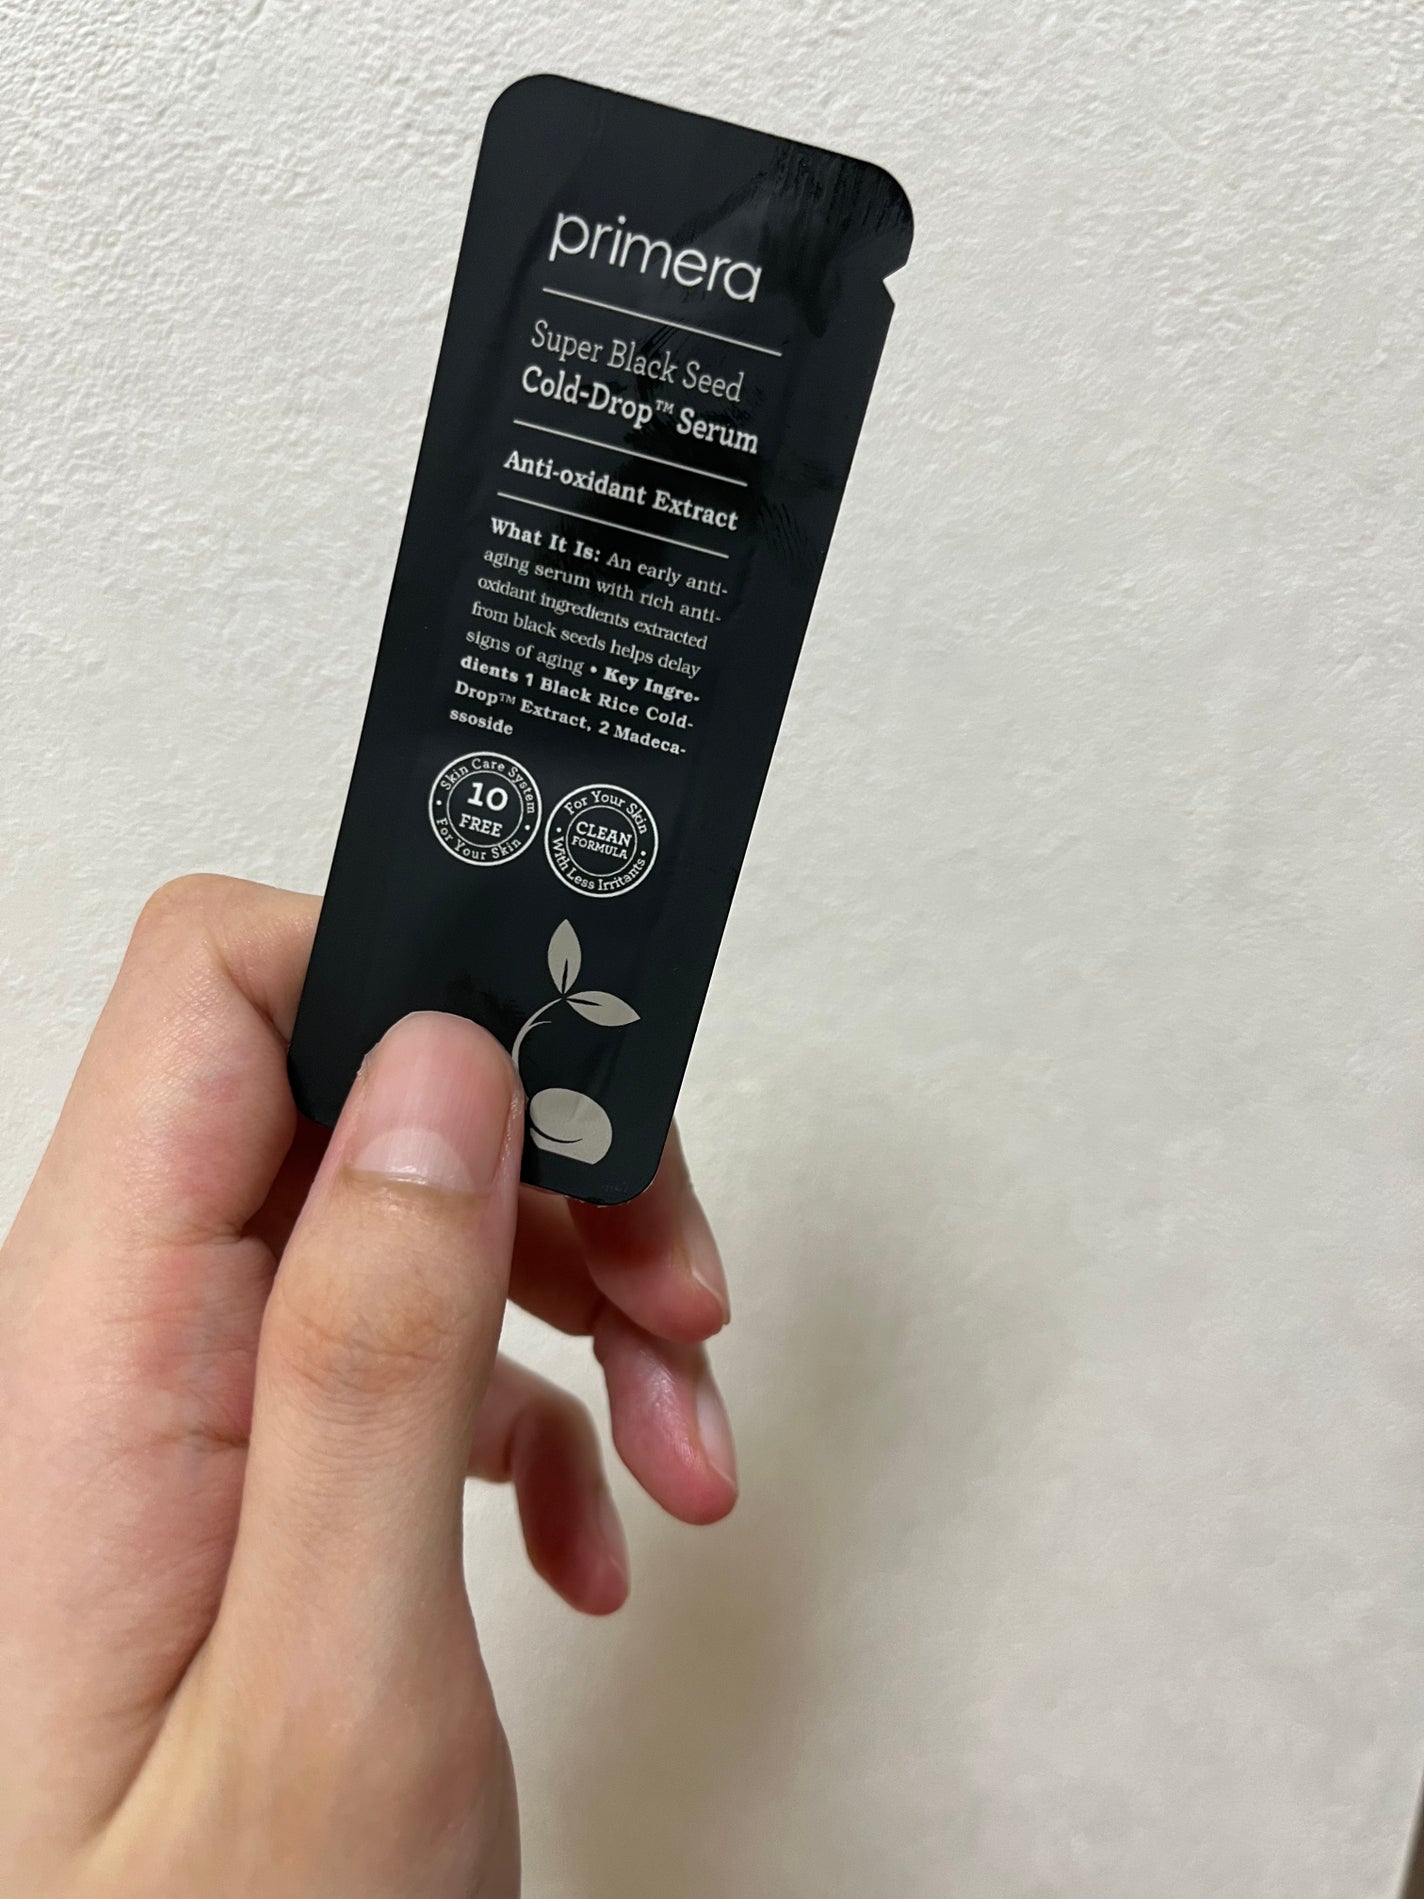 primera
Super Black Seed
Cold-Drop™ Serum
Anti-oxidant Extract
What It Is: An early anti-
aging serum with rich anti-
oxidant ingredients extracted
from black seeds helps delay
signs of aging • Key Ingre-
dients 1 Black Rice Cold-
Drop™ Extract, 2 Madeca-
ssoside
Skin Care System
10
FREE
For Your Skin
For Your Skin
CLEAN
FORMULA
With Less Irritants